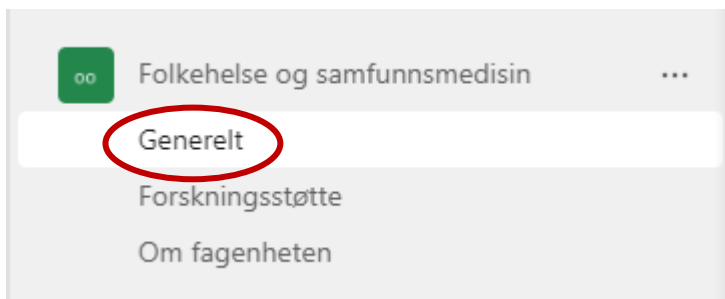 oo Folkehelse og samfunnsmedisin ...
Generelt
Forskningsstøtte
Om fagenheten